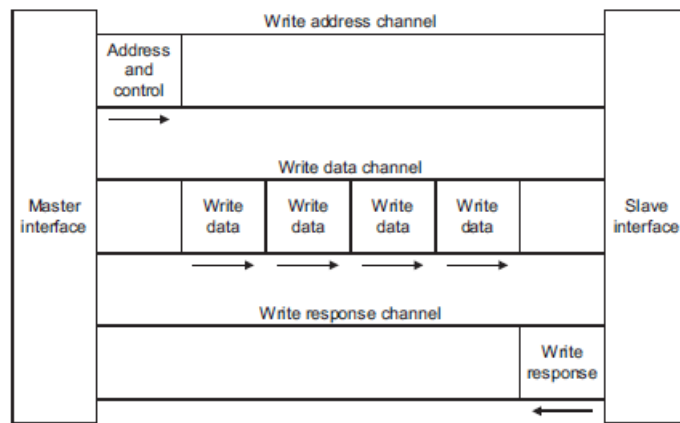 Write address channel
Address
and
control
Write data channel
Master
interface
Write
data
Write
data
Write
data
Write
data
Slave
interface
Write response channel
Write
response